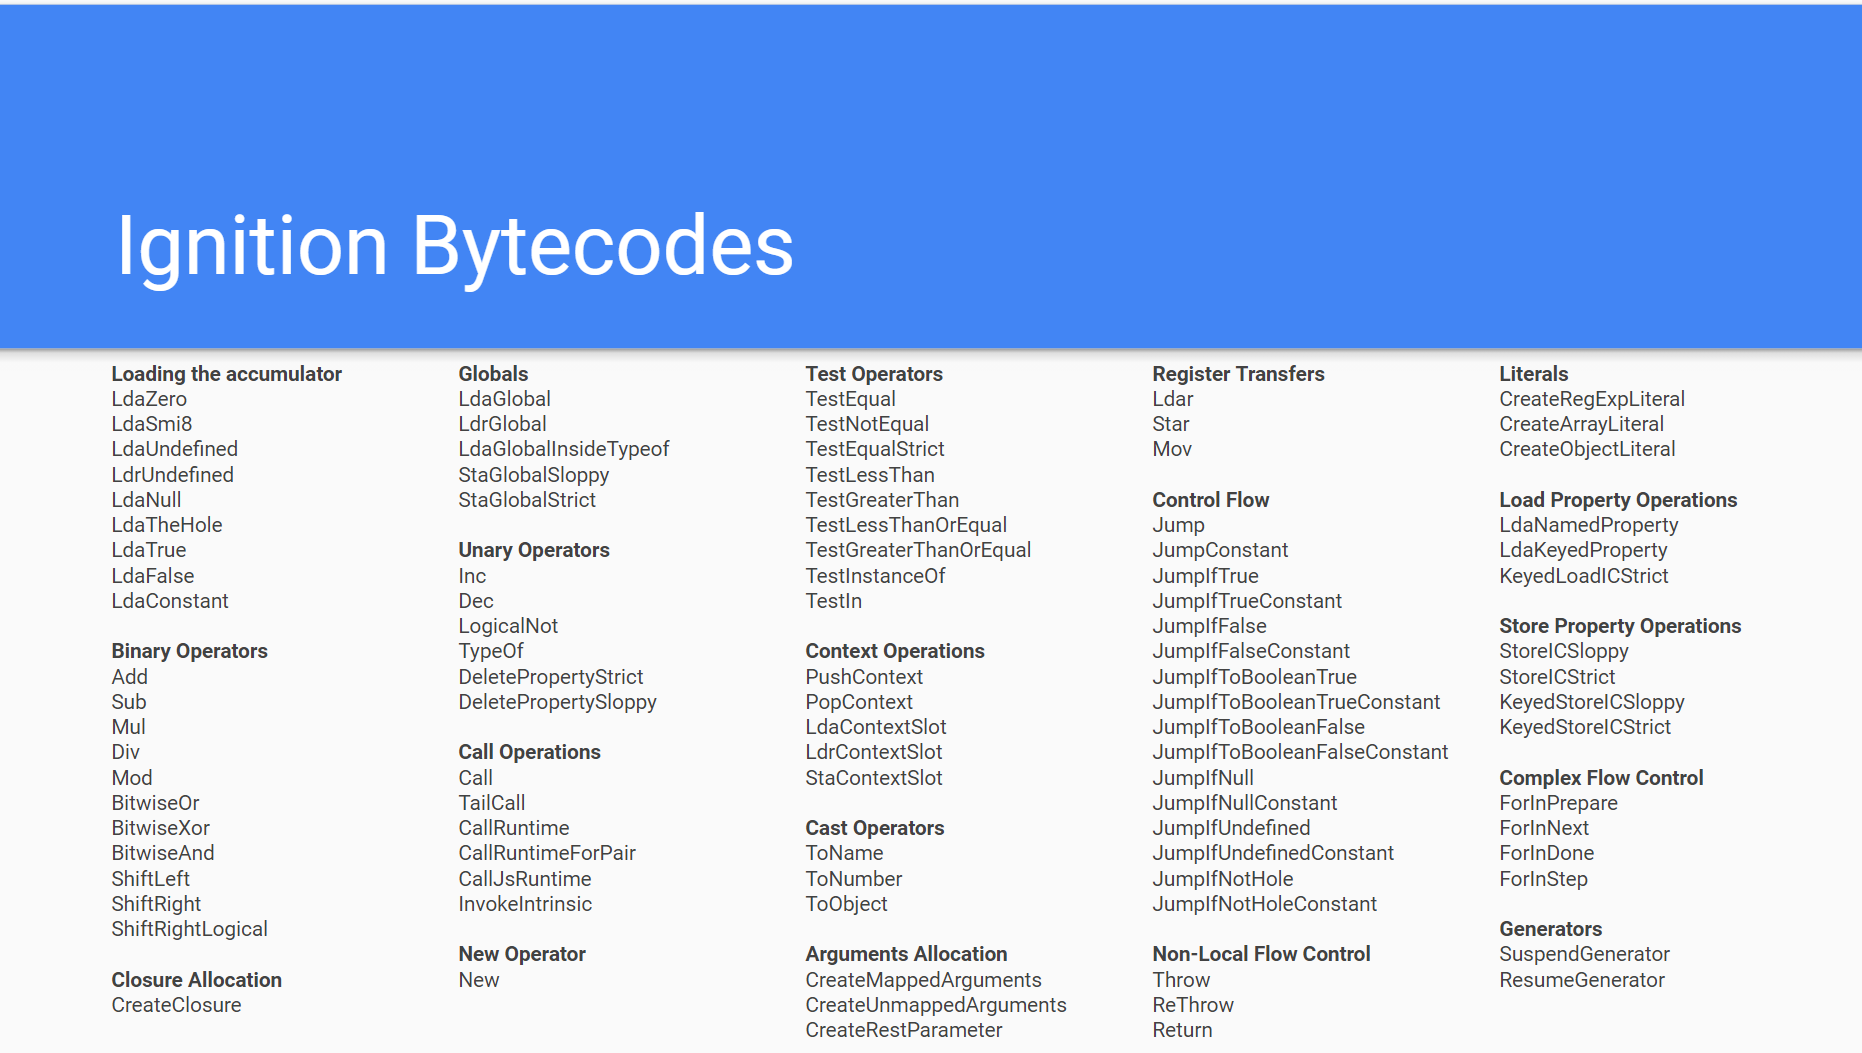 Ignition Bytecodes
Loading the accumulator
LdaZero
LdaSmi8
LdaUndefined
LdrUndefined
LdaNull
LdaTheHole
LdaTrue
LdaFalse
LdaConstant
Binary Operators
Add
Sub
Mul
Div
Mod
BitwiseOr
BitwiseXor
BitwiseAnd
ShiftLeft
ShiftRight
ShiftRightLogical
Closure Allocation
CreateClosure
Globals
LdaGlobal
LdrGlobal
LdaGlobalInsideTypeof
StaGlobalSloppy
StaGlobalStrict
Unary Operators
Inc
Dec
LogicalNot
TypeOf
DeletePropertyStrict
DeletePropertySloppy
Call Operations
Call
TailCall
CallRuntime
CallRuntimeForPair
CallJsRuntime
InvokeIntrinsic
New Operator
New
Test Operators
TestEqual
TestNotEqual
TestEqualStrict
TestLessThan
TestGreaterThan
TestLessThanOrEqual
TestGreaterThanOrEqual
TestInstanceOf
TestIn
Context Operations
PushContext
PopContext
LdaContextSlot
LdrContextSlot
StaContextSlot
Cast Operators
ToName
ToNumber
ToObject
Arguments Allocation
CreateMappedArguments
CreateUnmappedArguments
CreateRestParameter
Register Transfers
Ldar
Star
Mov
Control Flow
Jump
JumpConstant
JumpIfTrue
JumpIfTrueConstant
JumpIfFalse
JumpIfFalseConstant
JumpIfToBooleanTrue
JumpIfToBooleanTrueConstant
JumpIfToBooleanFalse
JumpIfToBooleanFalseConstant
JumpIfNull
JumpIfNullConstant
JumpIfUndefined
JumpIfUndefinedConstant
JumpIfNotHole
JumpIfNotHoleConstant
Non-Local Flow Control
Throw
ReThrow
Return
Literals
CreateRegExpLiteral
CreateArrayLiteral
CreateObjectLiteral
Load Property Operations
LdaNamedProperty
LdaKeyedProperty
KeyedLoadICStrict
Store Property Operations
StoreICSloppy
StoreICStrict
KeyedStoreICSloppy
KeyedStoreICStrict
Complex Flow Control
ForInPrepare
ForInNext
ForInDone
ForInStep
Generators
SuspendGenerator
ResumeGenerator